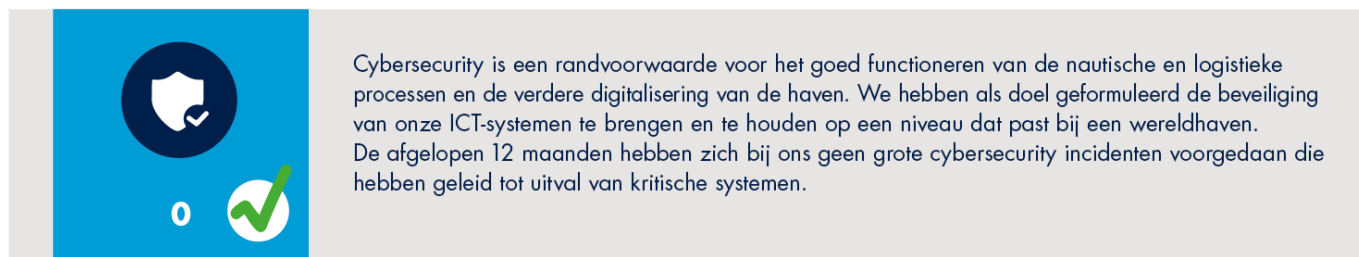 Cybersecurity is een randvoorwaarde voor het goed functioneren van de nautische en logistieke
processen en de verdere digitalisering van de haven. We hebben als doel geformuleerd de beveiliging
van onze ICT-systemen te brengen en te houden op een niveau dat past bij een wereldhaven.
De afgelopen 12 maanden hebben zich bij ons geen grote cybersecurity incidenten voorgedaan die
hebben geleid tot uitval van kritische systemen.
0